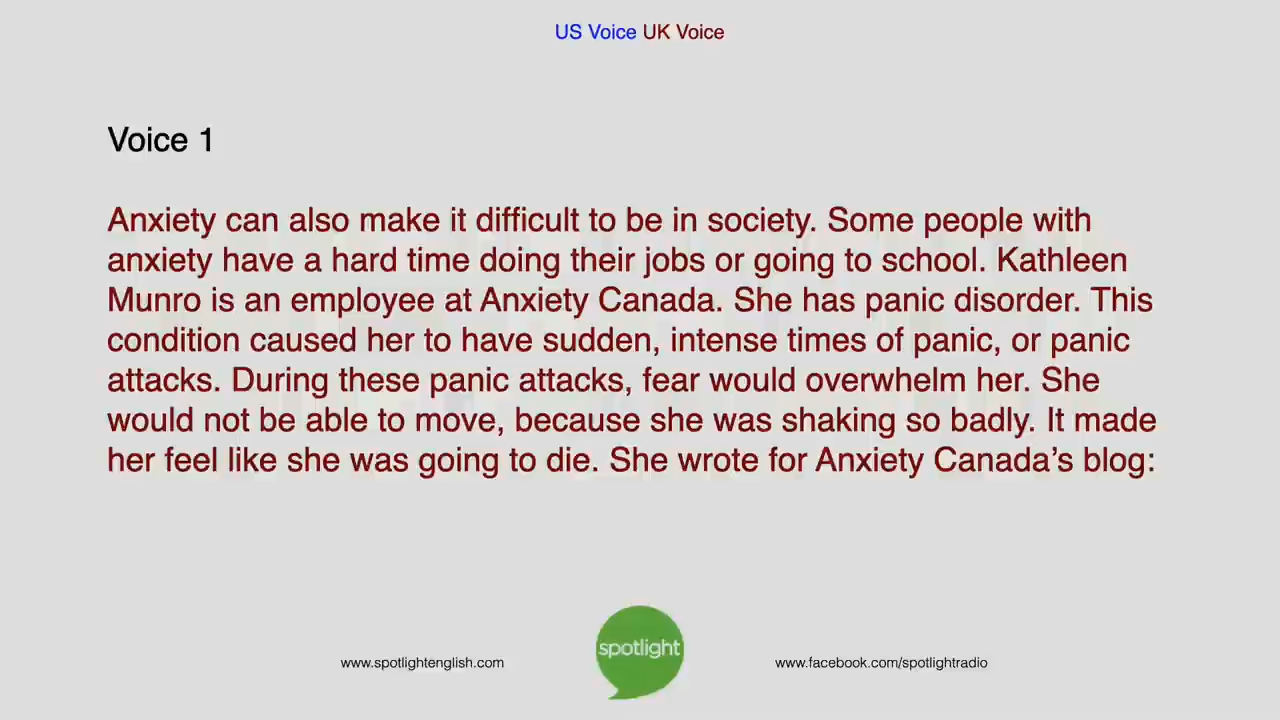 US Voice UK Voice
Voice 1
Anxiety can also make it difficult to be in society. Some people with
anxiety have a hard time doing their jobs or going to school. Kathleen
Munro is an employee at Anxiety Canada. She has panic disorder. This
condition caused her to have sudden, intense times of panic, or panic
attacks. During these panic attacks, fear would overwhelm her. She
would not be able to move, because she was shaking so badly. It made
her feel like she was going to die. She wrote for Anxiety Canada’s blog:
www.spotlightenglish.com
spotlight
www.facebook.com/spotlightradio